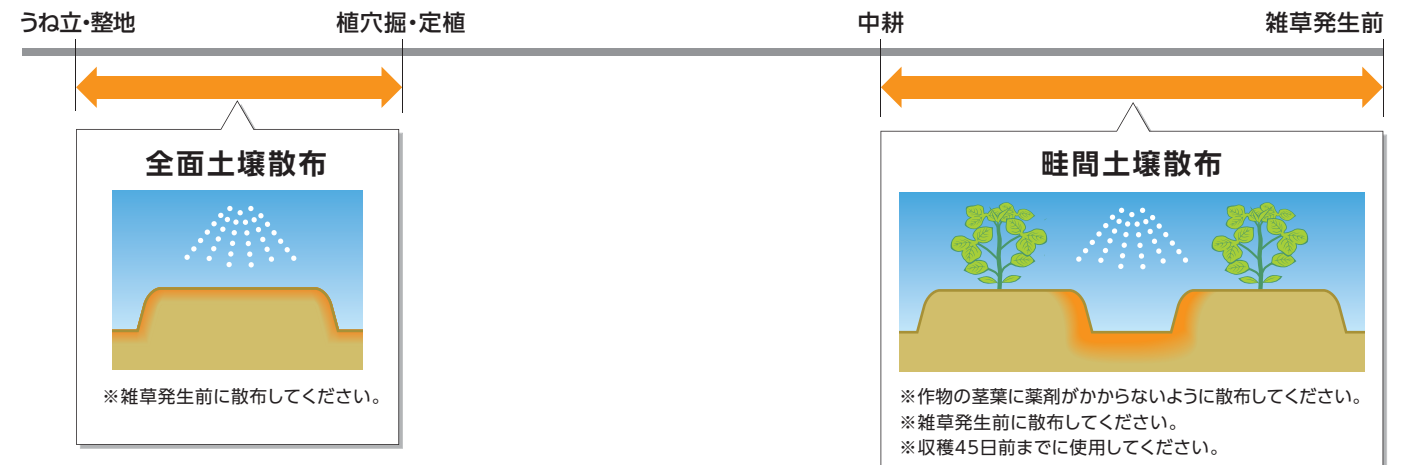 うね立・整地
植穴掘・定植
中耕
雑草発生前
全面土壌散布
※雑草発生前に散布してください。
畦間土壌散布
※作物の茎葉に薬剤がかからないように散布してください。
※雑草発生前に散布してください。
※収穫45日前までに使用してください。